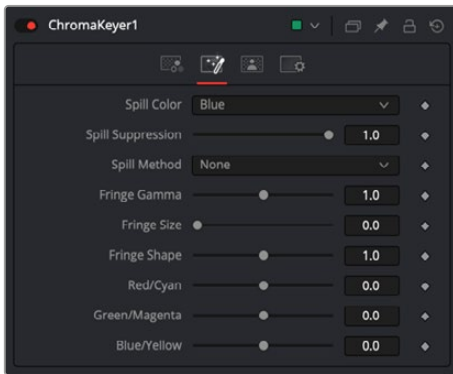 ChromaKeyer1
Spill Color Blue
Spill Suppression 1.0
Spill Method None
Fringe Gamma 1.0
Fringe Size 0.0
Fringe Shape 1.0
Red/Cyan 0.0
Green/Magenta 0.0
Blue/Yellow 0.0